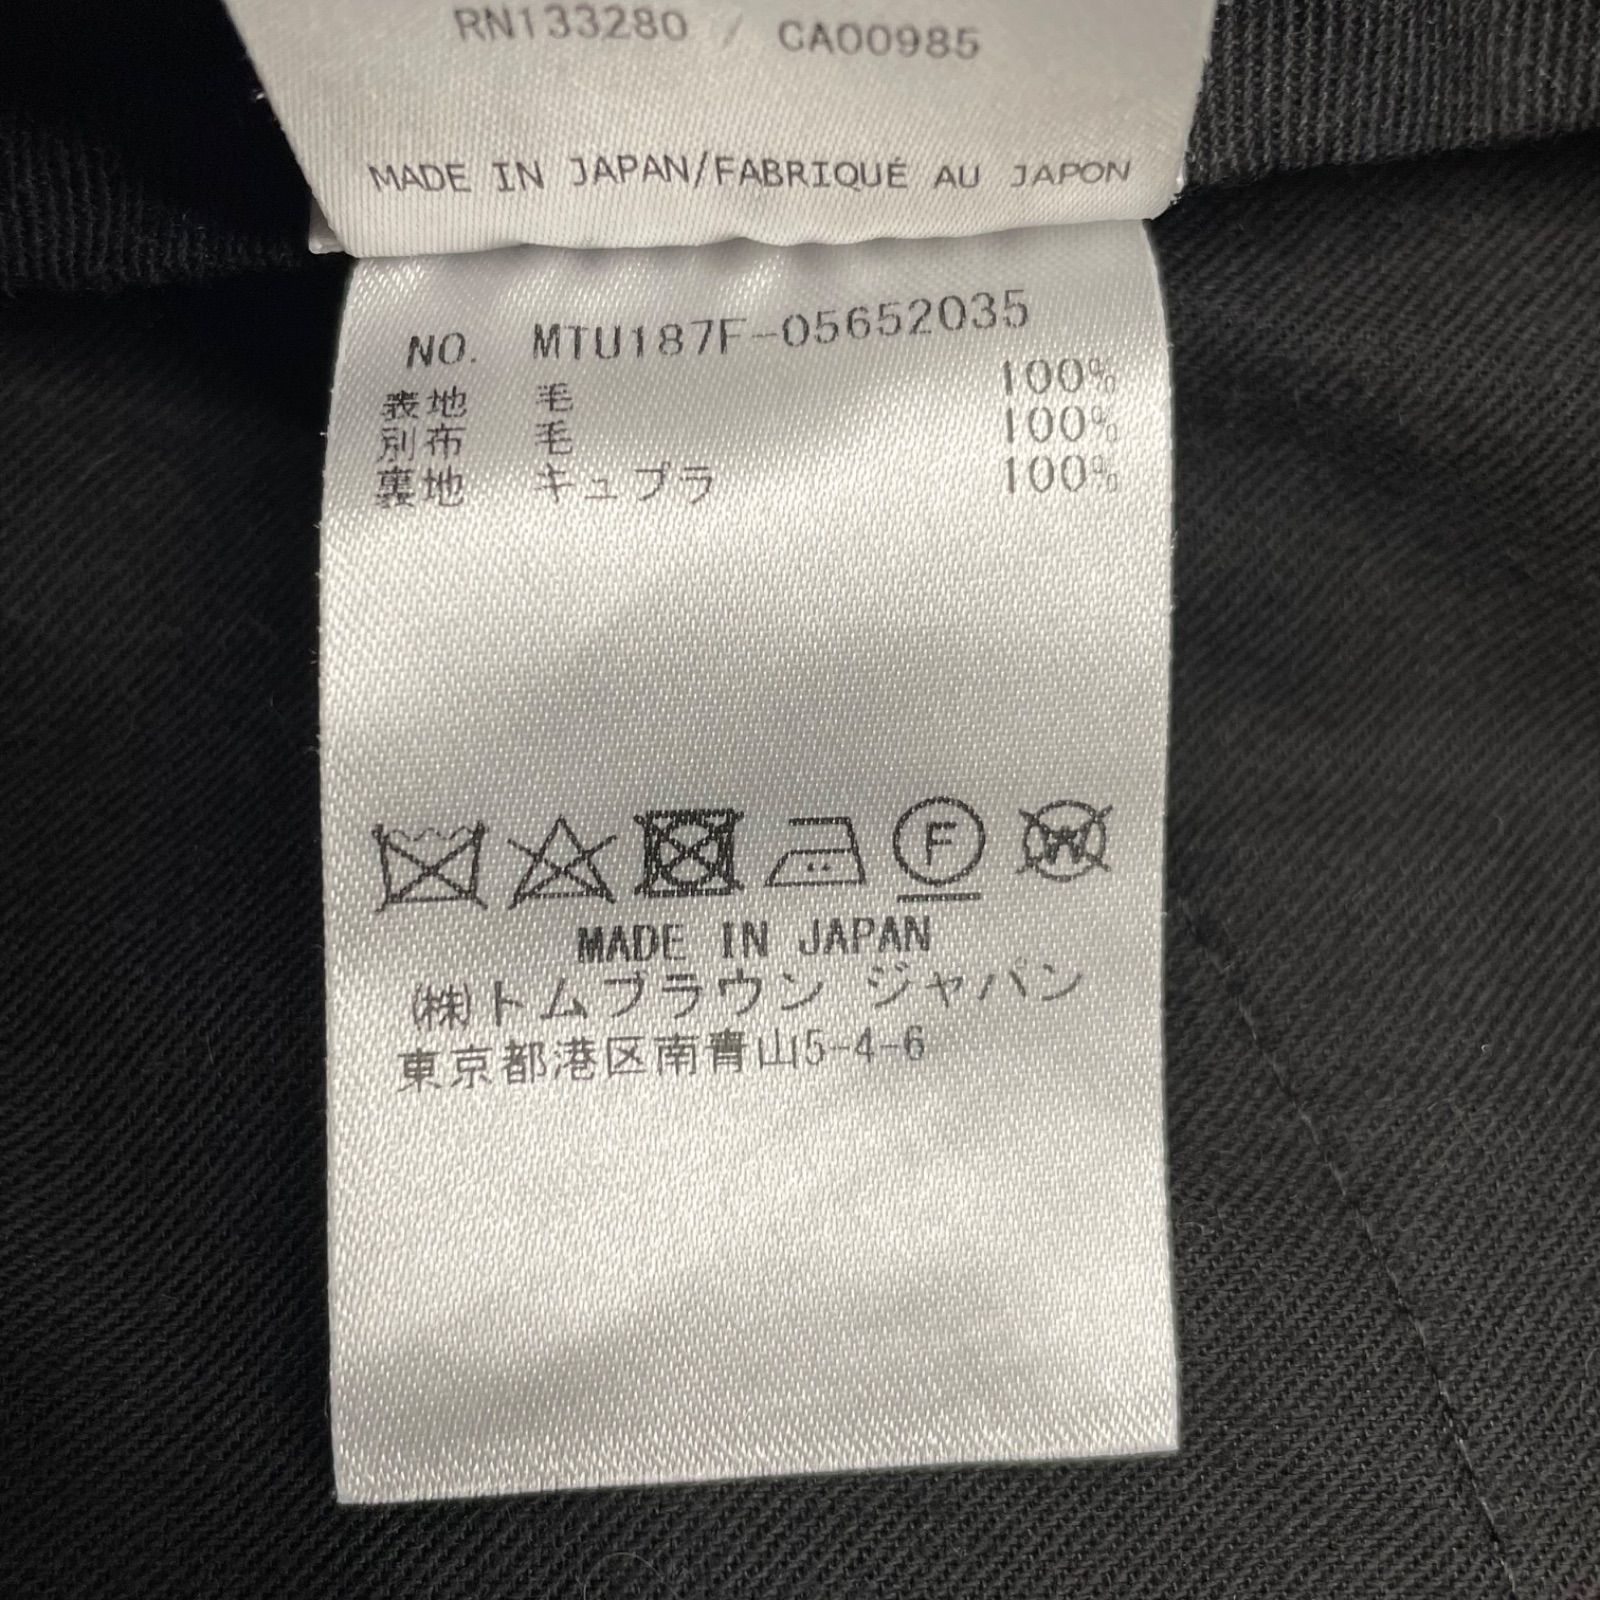 RN133280 / CA00985
MADE IN JAPAN/FABRIQUÉ AU JAPON
NO. MTU187F-05652035
表地 毛 100%
別布 毛 100%
裏地 キュプラ 100%
F W
MADE IN JAPAN
(株)トムブラウン ジャパン
東京都港区南青山5-4-6